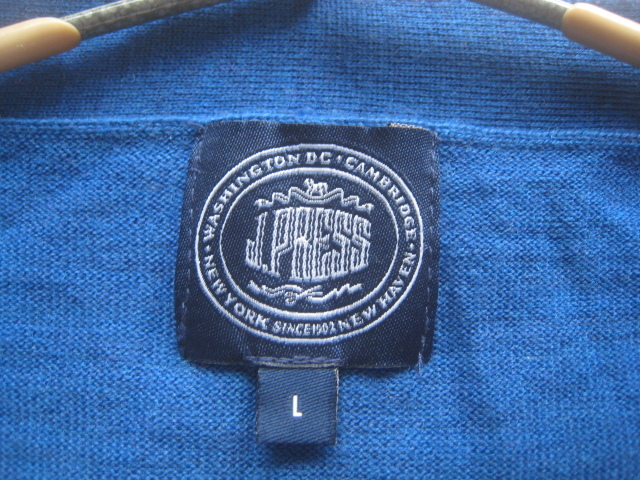 WASHINGTON DC · CAMBRIDGE
J.PRESS
NEW YORK SINCE 1902 NEW HAVEN
L